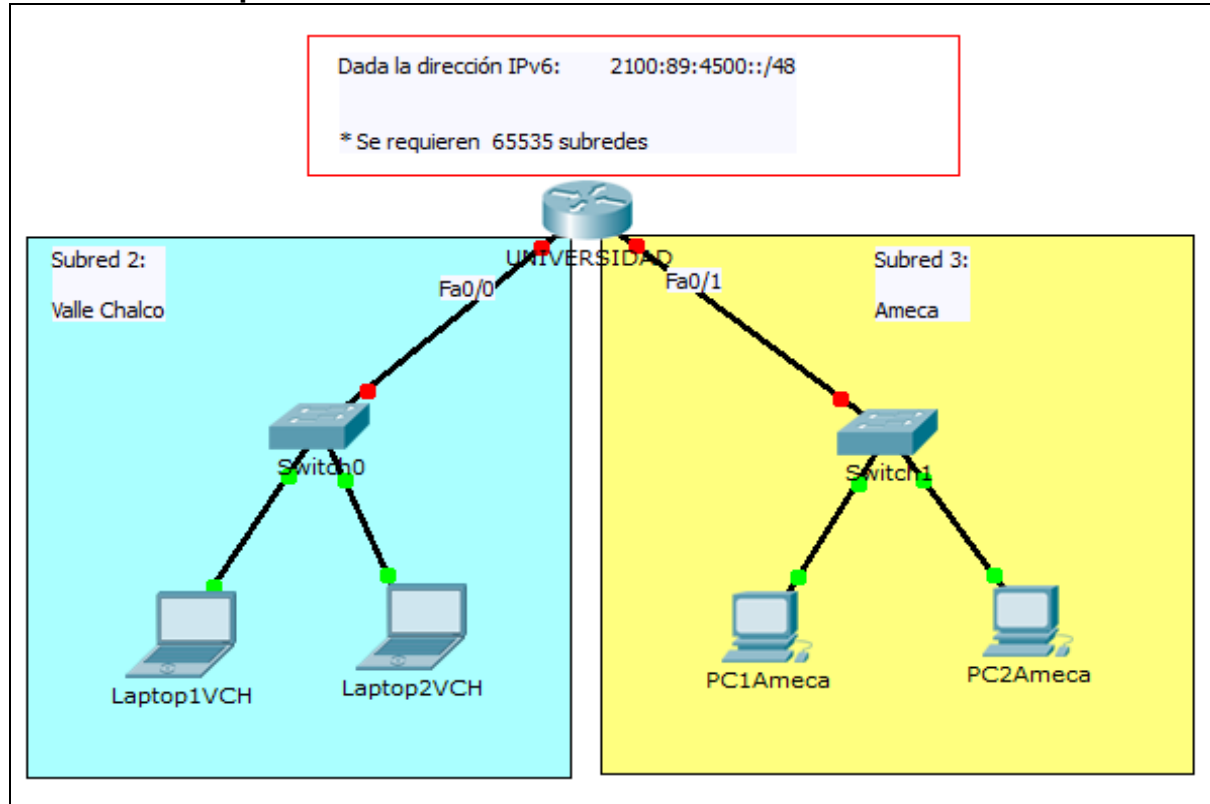 Dada la dirección IPv6: 2100:89:4500::/48
* Se requieren 65535 subredes
UNIVERSIDAD
Subred 2:
Valle Chalco
Fa0/0
Fa0/1
Subred 3:
Ameca
Switch0
Switch1
Laptop1VCH
Laptop2VCH
PC1Ameca
PC2Ameca